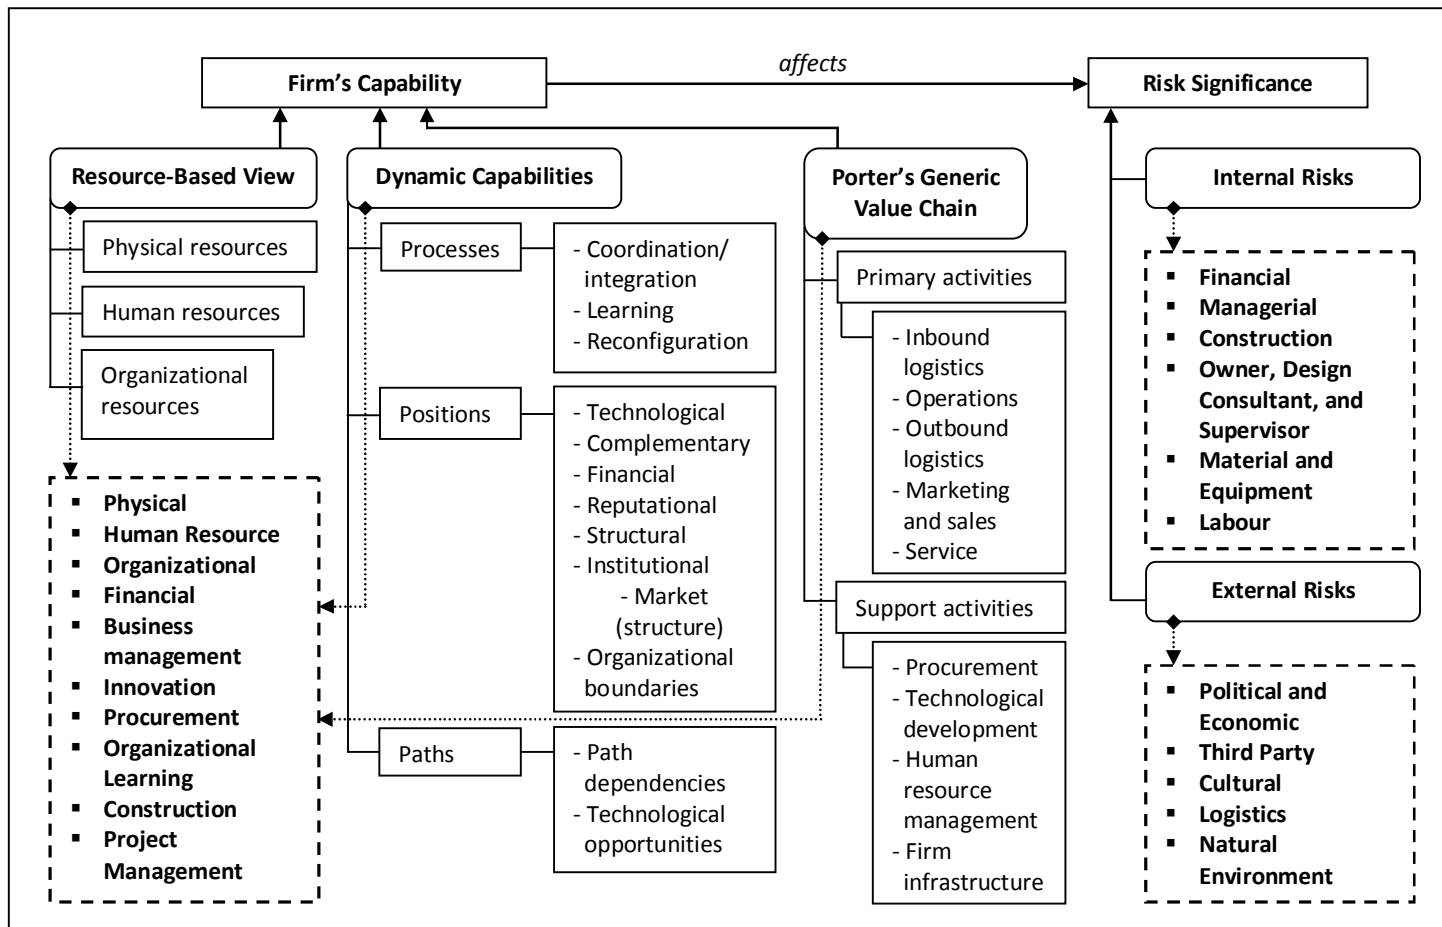 affects
Firm's Capability
Risk Significance
Resource-Based View
Physical resources
Human resources
Organizational
resources
▪ Physical
▪ Human Resource
▪ Organizational
▪ Financial
▪ Business
management
▪ Innovation
▪ Procurement
▪ Organizational
Learning
▪ Construction
▪ Project
Management
Dynamic Capabilities
Processes
- Coordination/
integration
- Learning
- Reconfiguration
Positions
- Technological
- Complementary
- Financial
- Reputational
- Structural
- Institutional
- Market
(structure)
- Organizational
boundaries
Paths
- Path
dependencies
- Technological
opportunities
Porter's Generic
Value Chain
Primary activities
- Inbound
logistics
- Operations
- Outbound
logistics
- Marketing
and sales
- Service
Support activities
- Procurement
- Technological
development
- Human
resource
management
- Firm
infrastructure
Internal Risks
▪ Financial
▪ Managerial
▪ Construction
▪ Owner, Design
Consultant, and
Supervisor
▪ Material and
Equipment
▪ Labour
External Risks
▪ Political and
Economic
▪ Third Party
▪ Cultural
▪ Logistics
▪ Natural
Environment